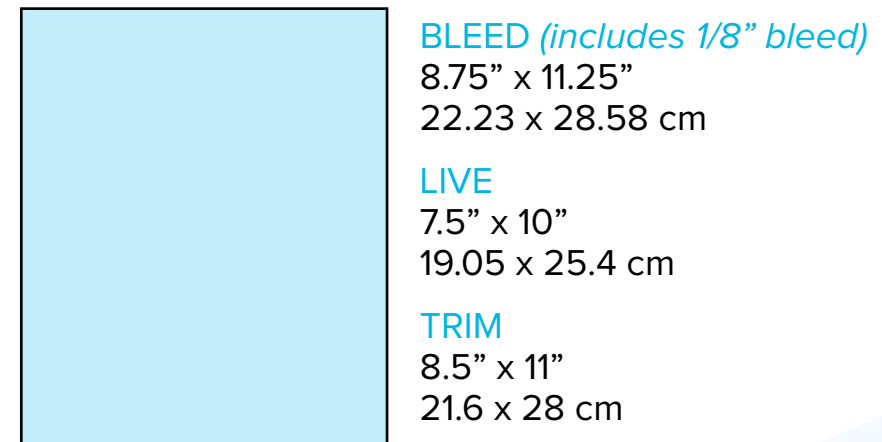 BLEED (includes 1/8” bleed)
8.75” x 11.25”
22.23 x 28.58 cm
LIVE
7.5” x 10”
19.05 x 25.4 cm
TRIM
8.5” x 11”
21.6 x 28 cm